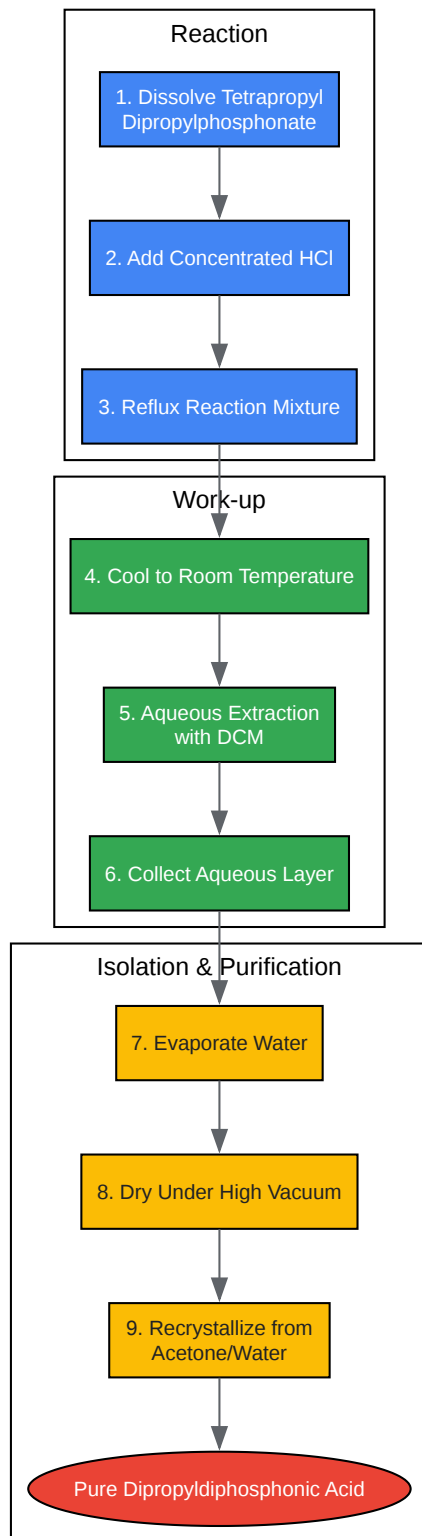 Reaction
1. Dissolve Tetrapropyl
Dipropylphosphonate
2. Add Concentrated HCl
3. Reflux Reaction Mixture
Work-up
4. Cool to Room Temperature
5. Aqueous Extraction
with DCM
6. Collect Aqueous Layer
Isolation & Purification
7. Evaporate Water
8. Dry Under High Vacuum
9. Recrystallize from
Acetone/Water
Pure Dipropyldiphosphonic Acid